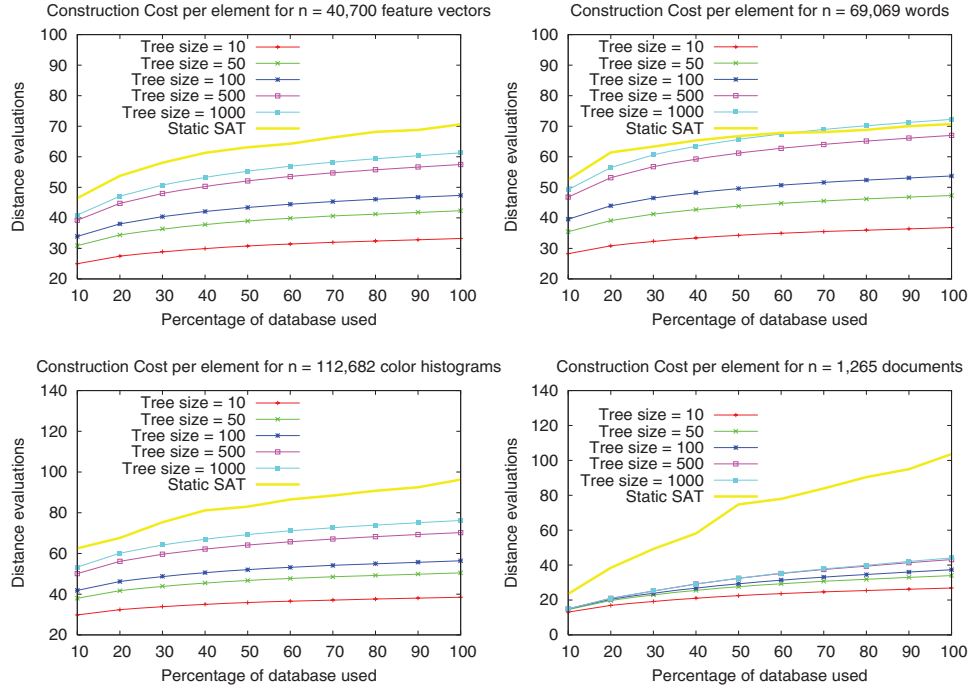 Construction Cost per element for n = 40,700 feature vectors
100
90
80
70
60
50
40
30
20
Distance evaluations
Tree size = 10
Tree size = 50
Tree size = 100
Tree size = 500
Tree size = 1000
Static SAT
10 20 30 40 50 60 70 80 90 100
Percentage of database used
Construction Cost per element for n = 69,069 words
100
90
80
70
60
50
40
30
20
Distance evaluations
Tree size = 10
Tree size = 50
Tree size = 100
Tree size = 500
Tree size = 1000
Static SAT
10 20 30 40 50 60 70 80 90 100
Percentage of database used
Construction Cost per element for n = 112,682 color histograms
140
120
100
80
60
40
20
Distance evaluations
Tree size = 10
Tree size = 50
Tree size = 100
Tree size = 500
Tree size = 1000
Static SAT
10 20 30 40 50 60 70 80 90 100
Percentage of database used
Construction Cost per element for n = 1,265 documents
140
120
100
80
60
40
20
0
Distance evaluations
Tree size = 10
Tree size = 50
Tree size = 100
Tree size = 500
Tree size = 1000
Static SAT
10 20 30 40 50 60 70 80 90 100
Percentage of database used